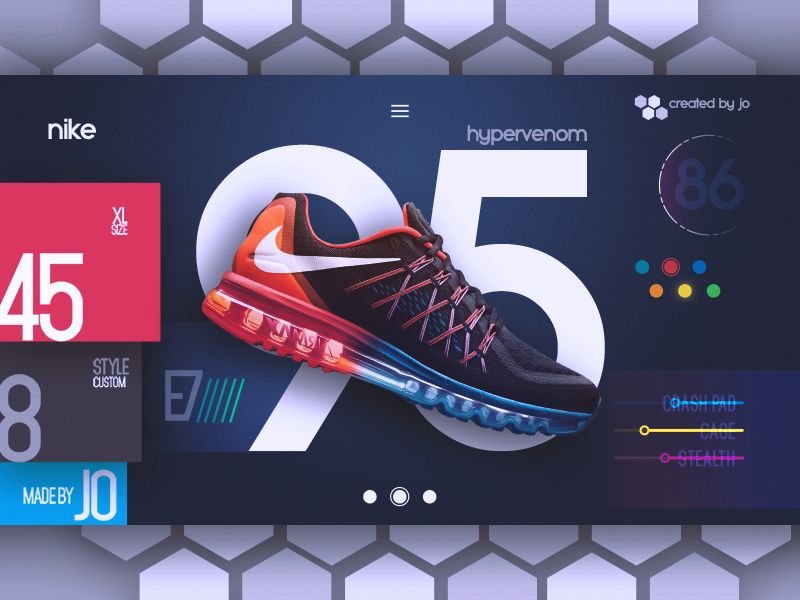 nike
created by jo
hypervenom
95
86
XL
SIZE
45
STYLE
CUSTOM
8
E7//////
CRASH PAD
CAGE
STEALTH
MADE BY JO